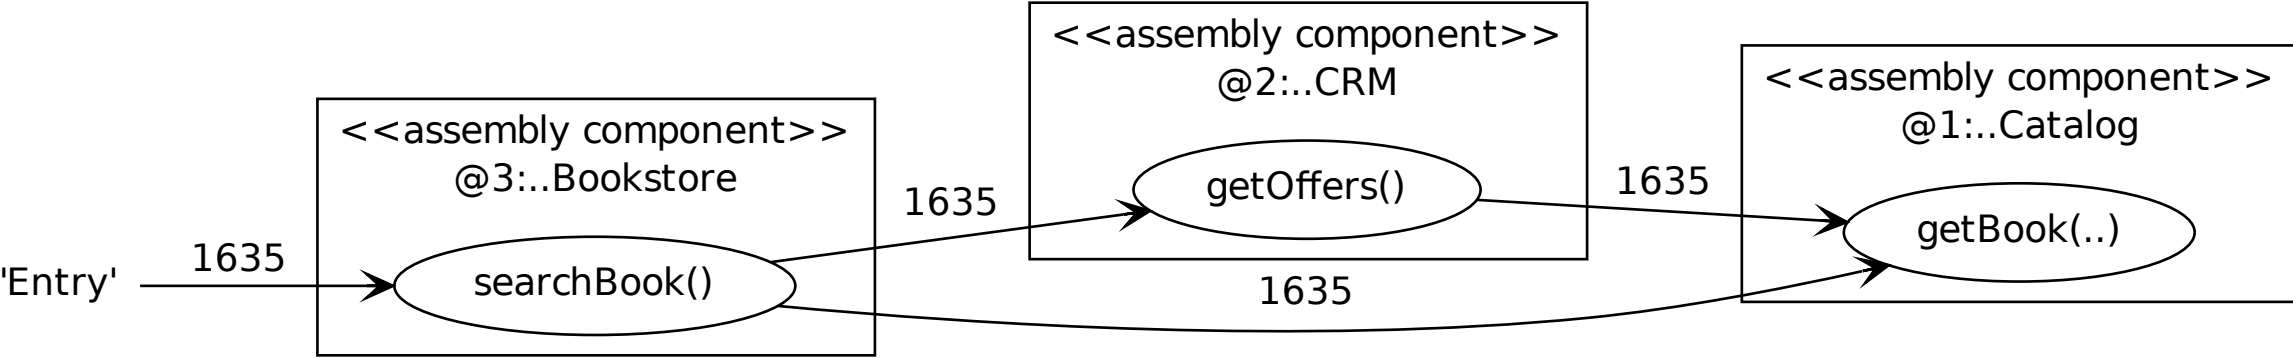 'Entry'
1635
<<assembly component>>
@3:..Bookstore
searchBook()
1635
1635
<<assembly component>>
@2:..CRM
getOffers()
1635
<<assembly component>>
@1:..Catalog
getBook(..)